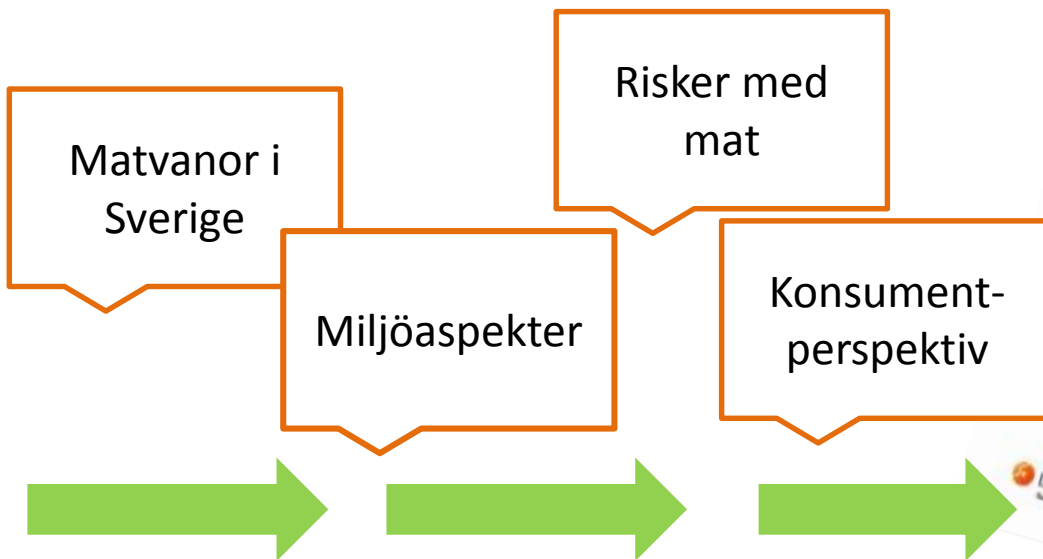 Matvanor i
Sverige
Miljöaspekter
Risker med
mat
Konsument-
perspektiv